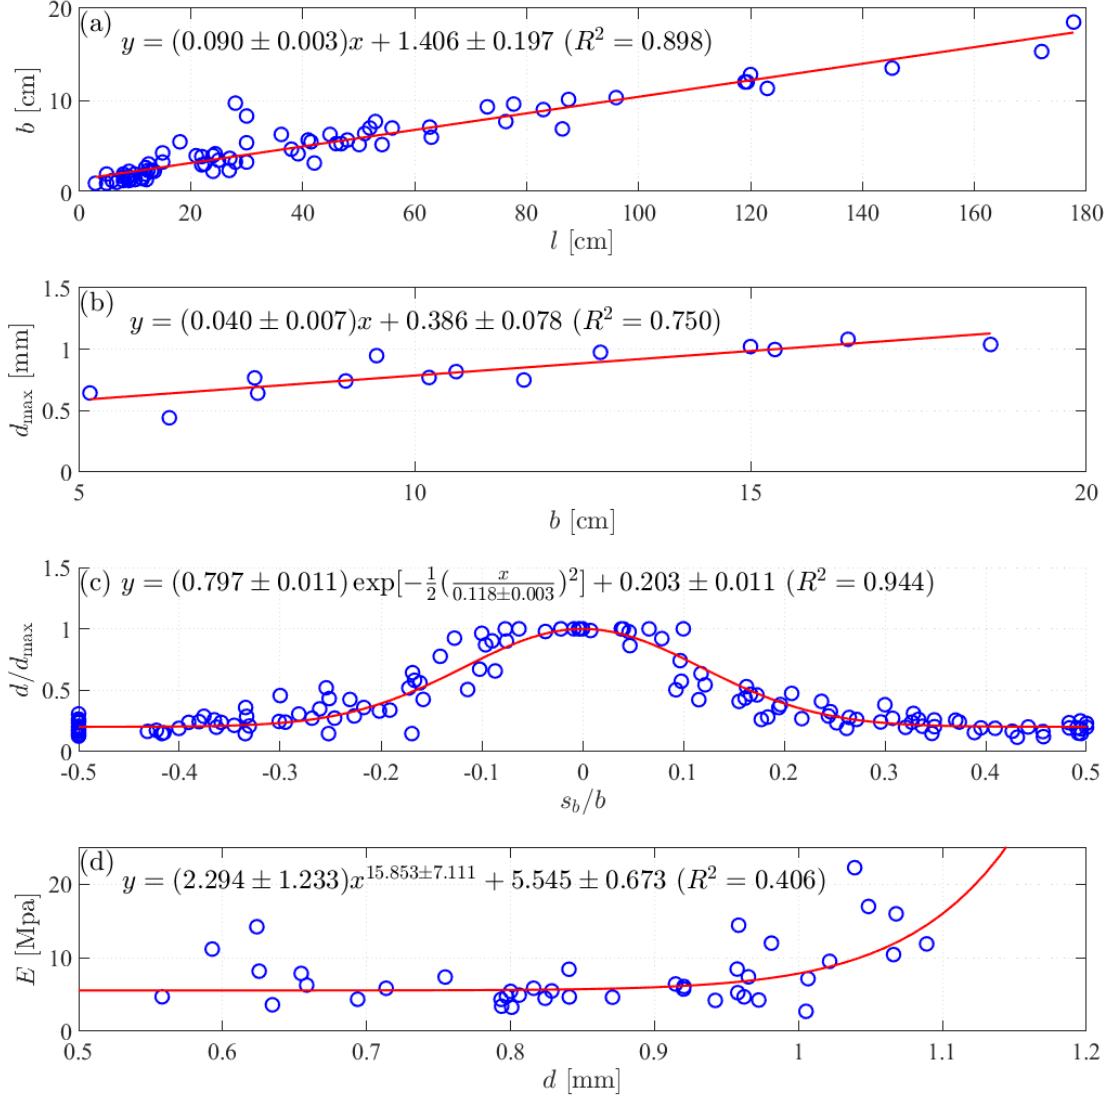 20
(a)
y = (0.090 ± 0.003)x + 1.406 ± 0.197 (R² = 0.898)
b [cm]
10
0
0 20 40 60 80 100 120 140 160 180
l [cm]
1.5
(b)
y = (0.040 ± 0.007)x + 0.386 ± 0.078 (R² = 0.750)
d_max [mm]
1
0.5
0
5 10 15 20
b [cm]
1.5
(c) y = (0.797 ± 0.011) exp[−1/2(x/0.118±0.003)²] + 0.203 ± 0.011 (R² = 0.944)
d/d_max
1
0.5
0
-0.5 -0.4 -0.3 -0.2 -0.1 0 0.1 0.2 0.3 0.4 0.5
s_b/b
(d)
y = (2.294 ± 1.233)x^15.853±7.111 + 5.545 ± 0.673 (R² = 0.406)
20
E [Mpa]
10
0
0.5 0.6 0.7 0.8 0.9 1 1.1 1.2
d [mm]